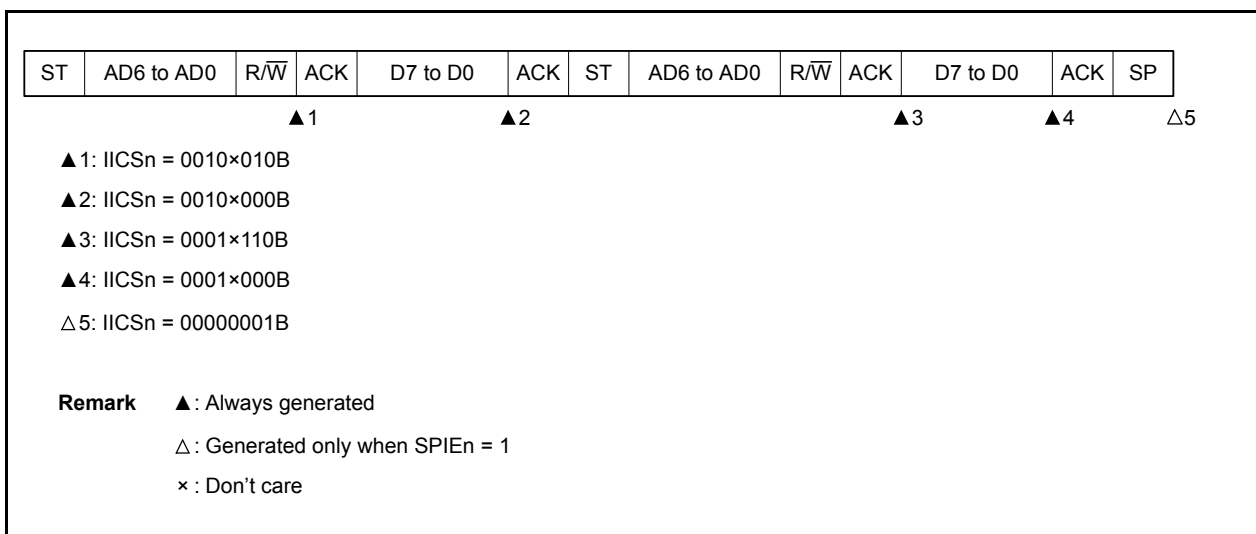 ST AD6 to AD0 R/W̅ ACK D7 to D0 ACK ST AD6 to AD0 R/W̅ ACK D7 to D0 ACK SP
▲1 ▲2 ▲3 ▲4 △5
▲1: IICSn = 0010×010B
▲2: IICSn = 0010×000B
▲3: IICSn = 0001×110B
▲4: IICSn = 0001×000B
△5: IICSn = 00000001B
Remark ▲: Always generated
△: Generated only when SPIEn = 1
×: Don’t care